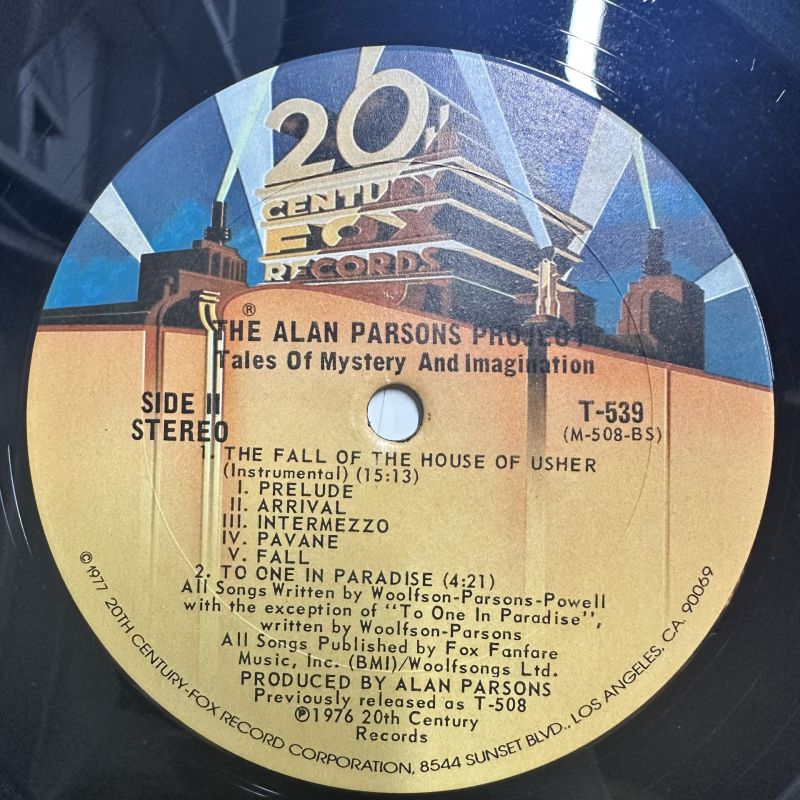 20th
CENTURY
FOX
RECORDS
®
THE ALAN PARSONS PROJECT
Tales Of Mystery And Imagination
SIDE II
STEREO
T-539
(M-508-BS)
1. THE FALL OF THE HOUSE OF USHER
(Instrumental) (15:13)
I. PRELUDE
II. ARRIVAL
III. INTERMEZZO
IV. PAVANE
V. FALL
2. TO ONE IN PARADISE (4:21)
All Songs Written by Woolfson-Parsons-Powell
with the exception of "To One In Paradise",
written by Woolfson-Parsons
All Songs Published by Fox Fanfare
Music, Inc. (BMI)/Woolfsongs Ltd.
PRODUCED BY ALAN PARSONS
Previously released as T-508
℗1976 20th Century
Records
©1977 20TH CENTURY-FOX RECORD CORPORATION, 8544 SUNSET BLVD., LOS ANGELES, CA. 90069